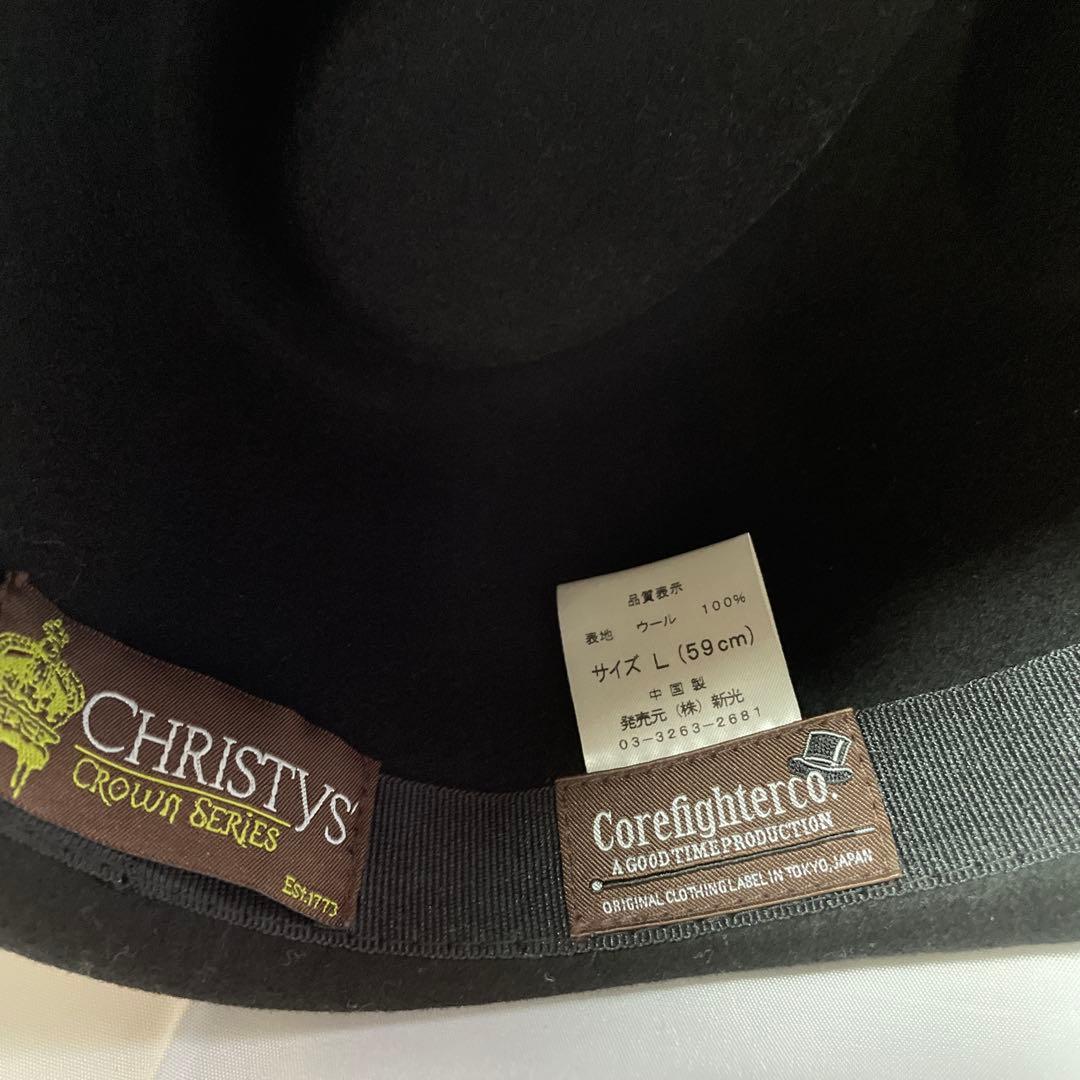 CHRISTYS'
CROWN SERIES
EST.1773
品質表示
表地 ウール 100%
サイズ L (59cm)
中国製
発売元 (株) 新光
03-3263-2681
Corefighterco.
A GOOD TIME PRODUCTION
ORIGINAL CLOTHING LABEL IN TOKYO, JAPAN